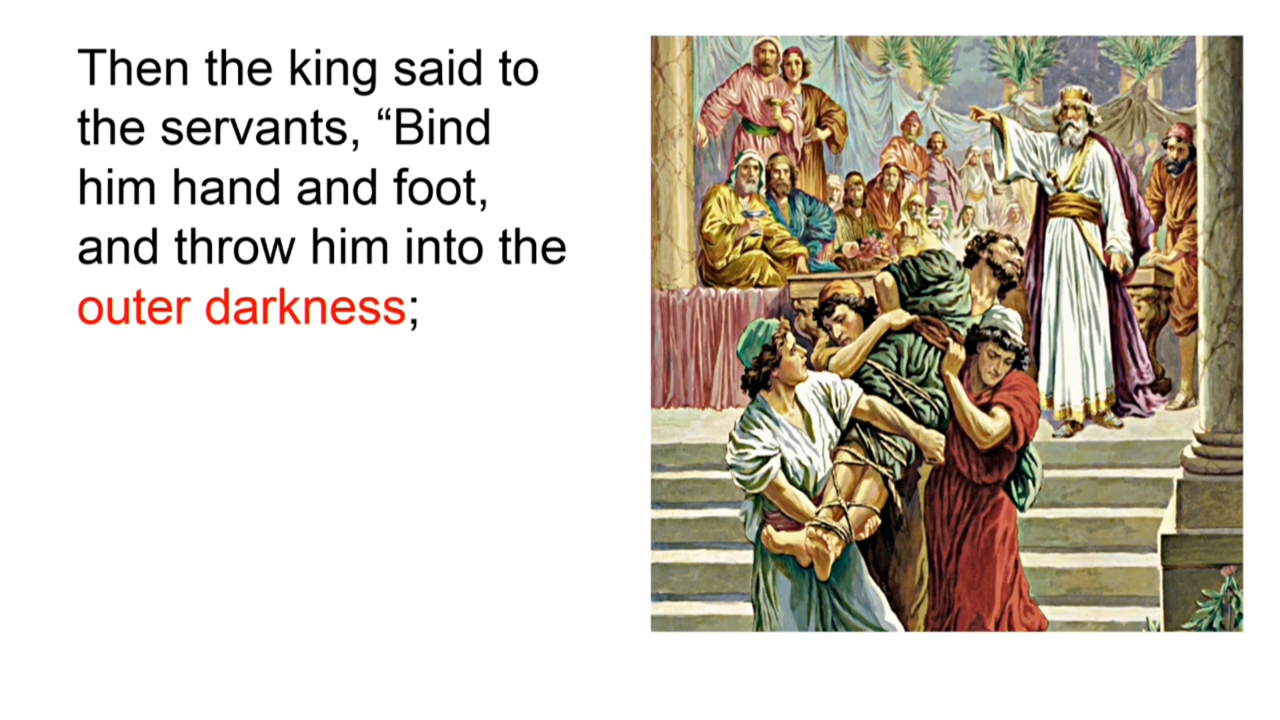 Then the king said to
the servants, “Bind
him hand and foot,
and throw him into the
outer darkness;